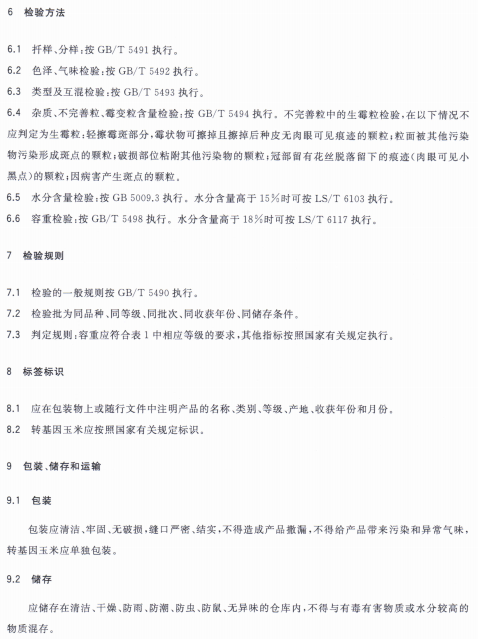 6 检验方法
6.1 扦样、分样:按 GB/T 5491 执行。
6.2 色泽、气味检验:按 GB/T 5492 执行。
6.3 类型及互混检验:按 GB/T 5493 执行。
6.4 杂质、不完善粒、霉变粒含量检验:按 GB/T 5494 执行。不完善粒中的生霉粒检验,在以下情况不
应判定为生霉粒:轻擦霉斑部分,霉状物可擦掉且擦掉后种皮无肉眼可见痕迹的颗粒;粒面被其他污染
物污染形成斑点的颗粒;破损部位粘附其他污染物的颗粒;冠部留有花丝脱落留下的痕迹(肉眼可见小
黑点)的颗粒;因病害产生斑点的颗粒。
6.5 水分含量检验:按 GB 5009.3 执行。水分含量高于 15%时可按 LS/T 6103 执行。
6.6 容重检验:按 GB/T 5498 执行。水分含量高于 18%时可按 LS/T 6117 执行。
7 检验规则
7.1 检验的一般规则按 GB/T 5490 执行。
7.2 检验批为同品种、同等级、同批次、同收获年份、同储存条件。
7.3 判定规则:容重应符合表 1 中相应等级的要求,其他指标按照国家有关规定执行。
8 标签标识
8.1 应在包装物上或随行文件中注明产品的名称、类别、等级、产地、收获年份和月份。
8.2 转基因玉米应按照国家有关规定标识。
9 包装、储存和运输
9.1 包装
包装应清洁、牢固、无破损,缝口严密、结实,不得造成产品撒漏,不得给产品带来污染和异常气味,
转基因玉米应单独包装。
9.2 储存
应储存在清洁、干燥、防雨、防潮、防虫、防鼠、无异味的仓库内,不得与有毒有害物质或水分较高的
物质混存。